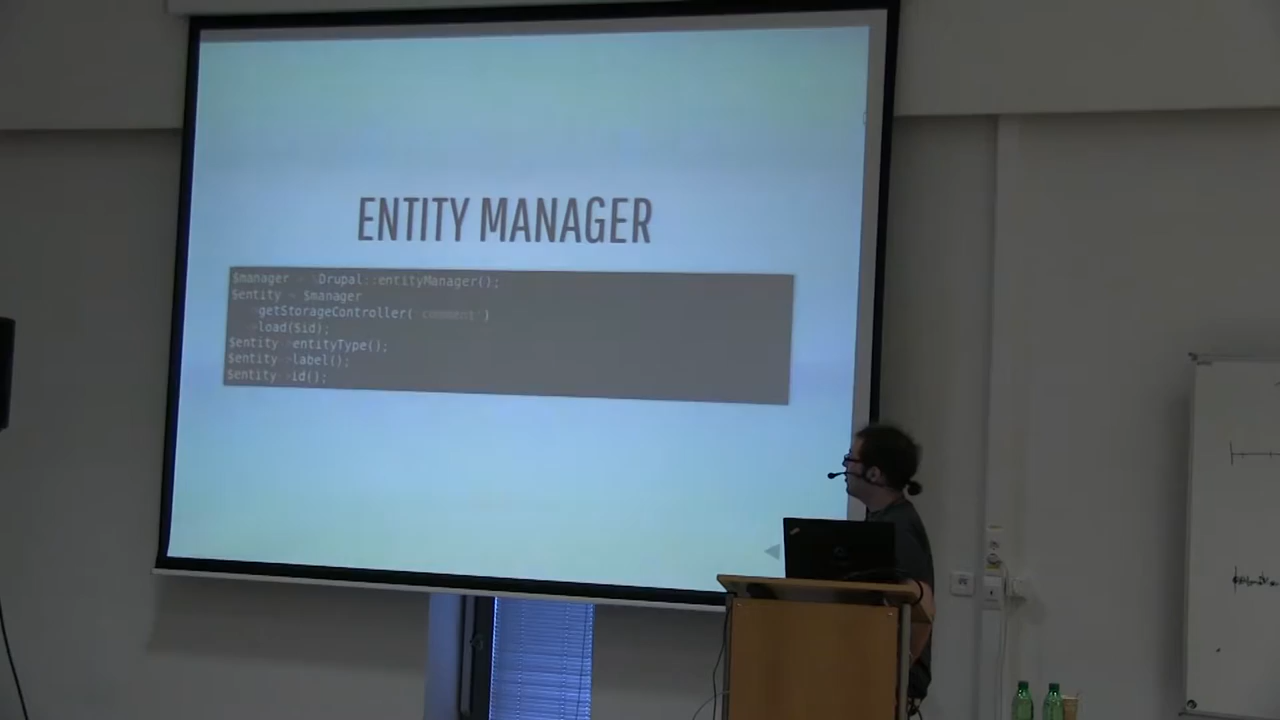 ENTITY MANAGER
$manager = \Drupal::entityManager();
$entity = $manager
->getStorageController('comment')
->load($id);
$entity->entityType();
$entity->label();
$entity->id();